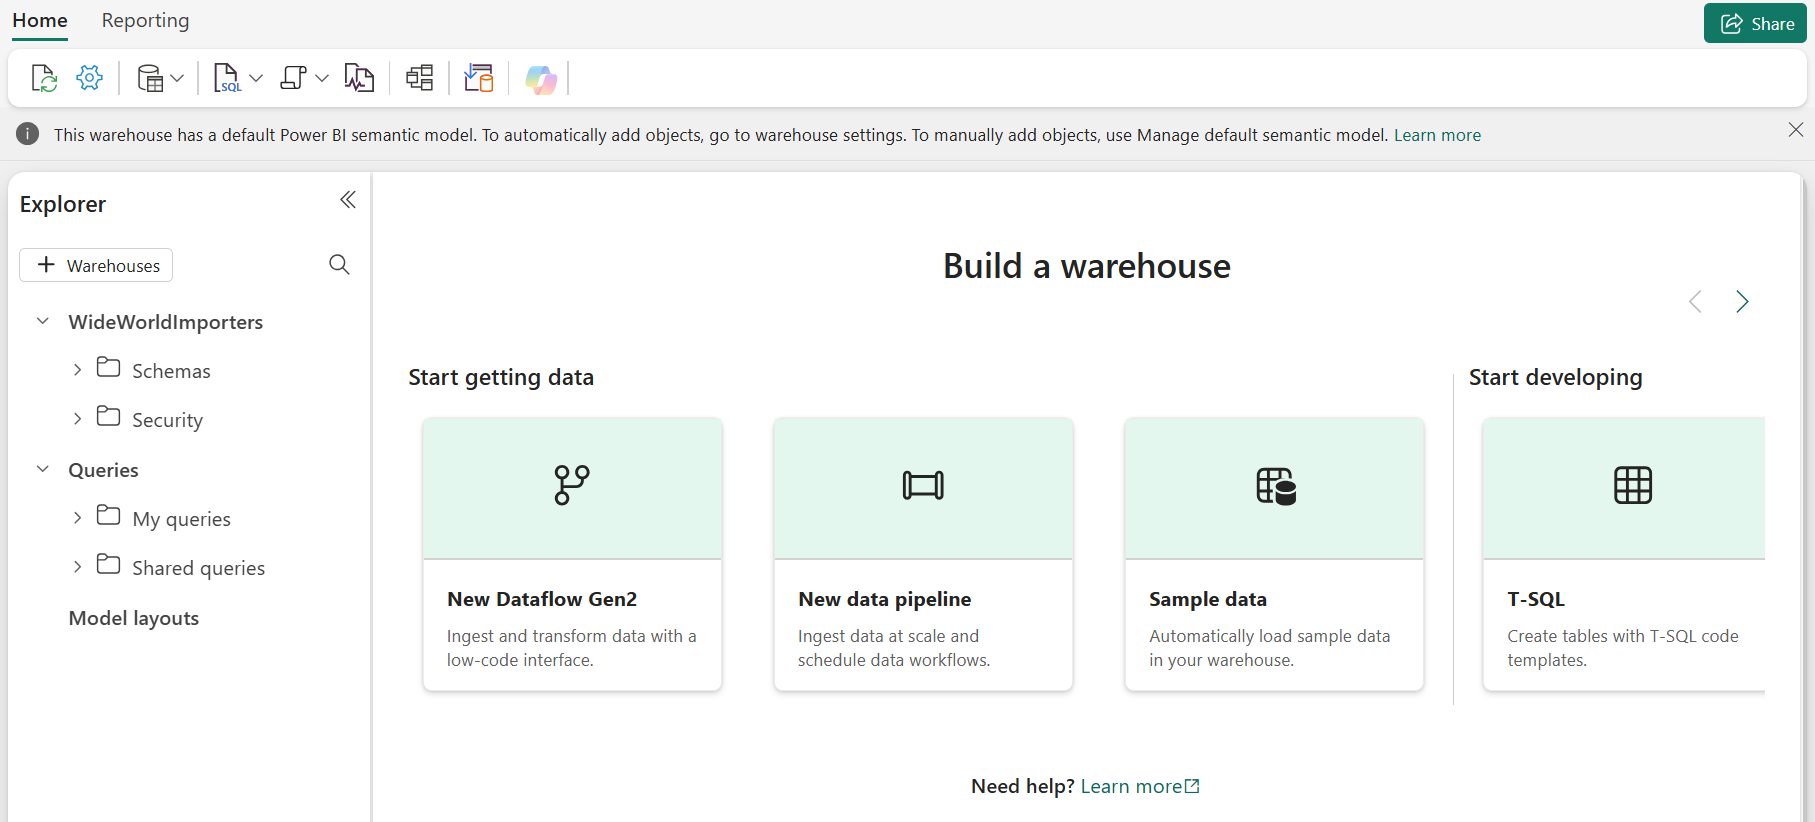 Home
Reporting
Share
SQL
This warehouse has a default Power BI semantic model. To automatically add objects, go to warehouse settings. To manually add objects, use Manage default semantic model. Learn more
Explorer
Warehouses
WideWorldImporters
Schemas
Security
Queries
My queries
Shared queries
Model layouts
Build a warehouse
Start getting data
Start developing
New Dataflow Gen2
Ingest and transform data with a
low-code interface.
New data pipeline
Ingest data at scale and
schedule data workflows.
Sample data
Automatically load sample data
in your warehouse.
T-SQL
Create tables with T-SQL code
templates.
Need help? Learn more